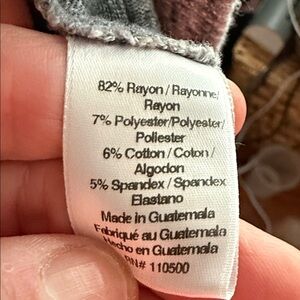 82% Rayon / Rayonne/
Rayon
7% Polyester/Polyester/
Poliester
6% Cotton / Coton /
Algodon
5% Spandex / Spandex
Elastano
Made in Guatemala
Fabriqué au Guatemala
Hecho en Guatemala
RN# 110500